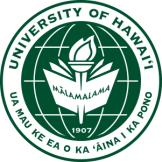 UNIVERSITY OF HAWAI‘I
MĀLAMALAMA
1907
UA MAU KE EA O KA ‘ĀINA I KA PONO